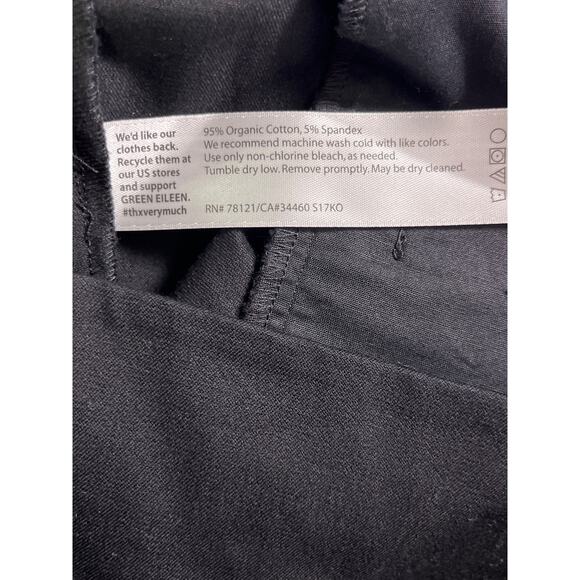 We'd like our
clothes back.
Recycle them at
our US stores
and support
GREEN EILEEN.
#thxverymuch
95% Organic Cotton, 5% Spandex
We recommend machine wash cold with like colors.
Use only non-chlorine bleach, as needed.
Tumble dry low. Remove promptly. May be dry cleaned.
RN# 78121/CA#34460 S17KO